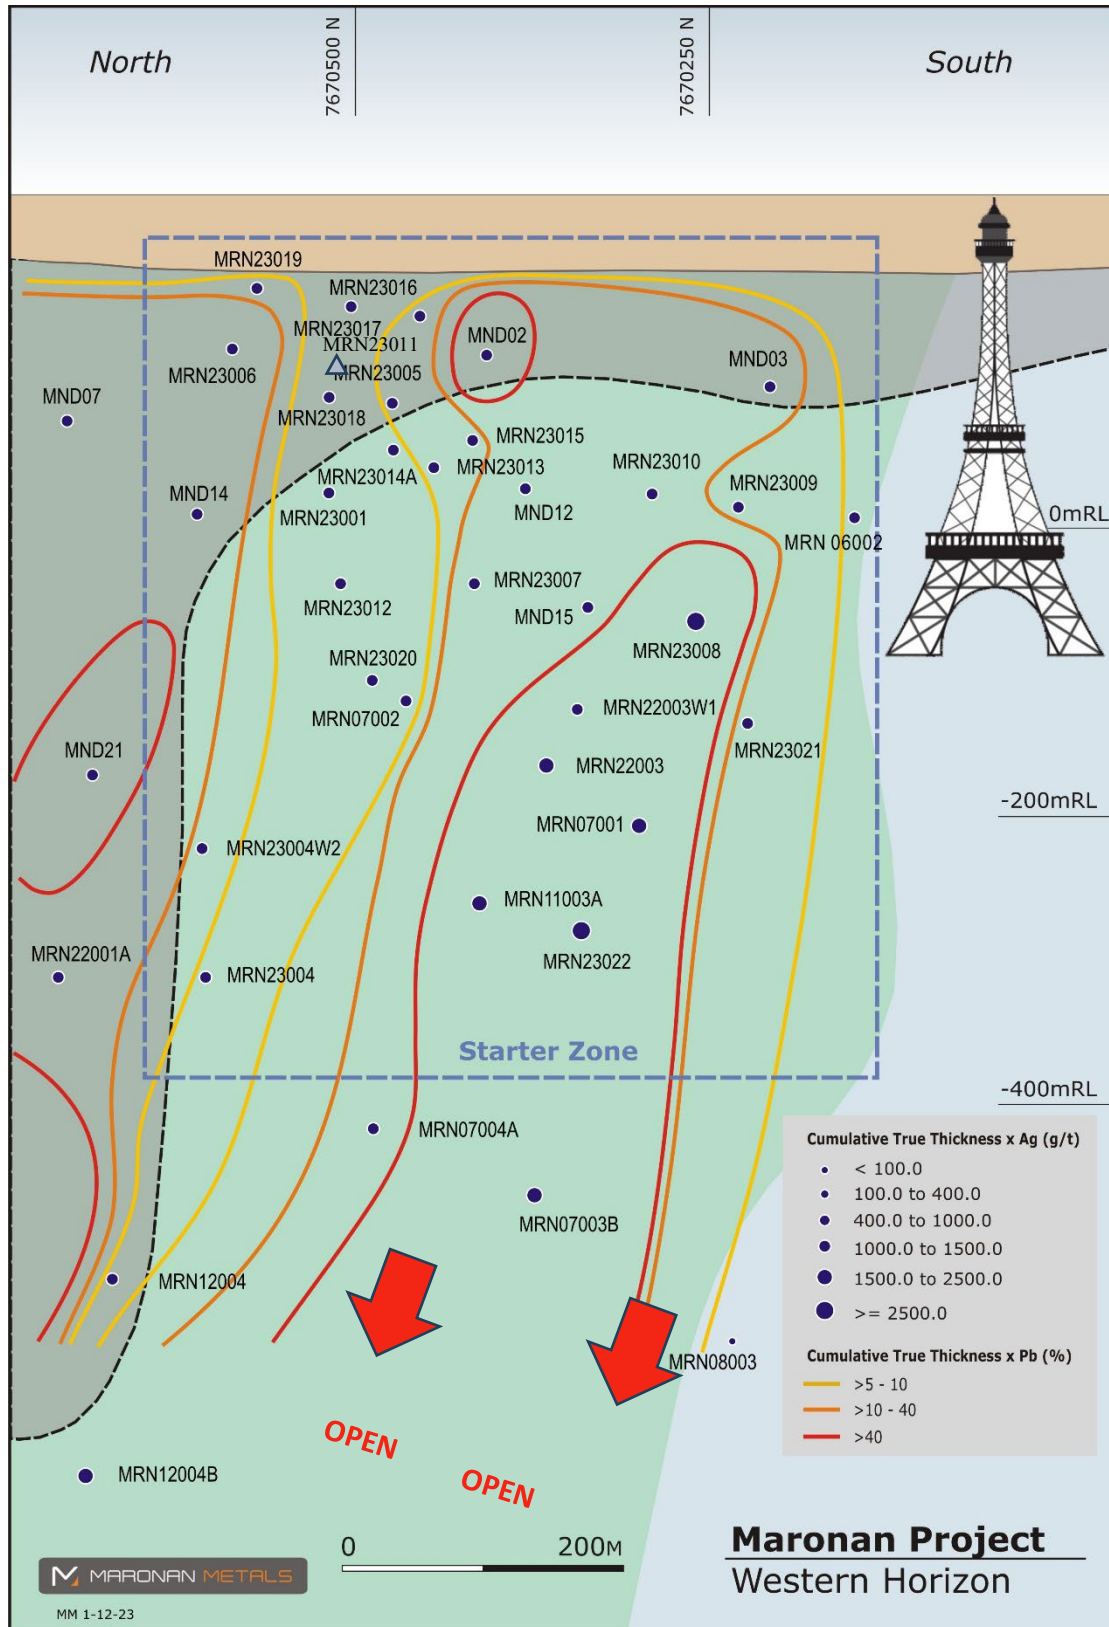 North
7670500 N
7670250 N
South
MRN23019
MRN23016
MRN23017
MRN23011
MND02
MRN23006
MRN23005
MND03
MND07
MRN23018
MRN23015
MRN23013
MRN23010
MRN23014A
MRN23009
MND14
MRN23001
MND12
0mRL
MRN 06002
MRN23012
MRN23007
MND15
MRN23020
MRN23008
MRN07002
MRN22003W1
MRN23021
MND21
MRN22003
-200mRL
MRN07001
MRN23004W2
MRN11003A
MRN23022
MRN22001A
MRN23004
Starter Zone
-400mRL
MRN07004A
Cumulative True Thickness x Ag (g/t)
< 100.0
100.0 to 400.0
400.0 to 1000.0
1000.0 to 1500.0
1500.0 to 2500.0
>= 2500.0
MRN07003B
MRN12004
MRN08003
Cumulative True Thickness x Pb (%)
>5 - 10
>10 - 40
>40
OPEN
OPEN
MRN12004B
0 200M
Maronan Project
Western Horizon
MARONAN METALS
MM 1-12-23